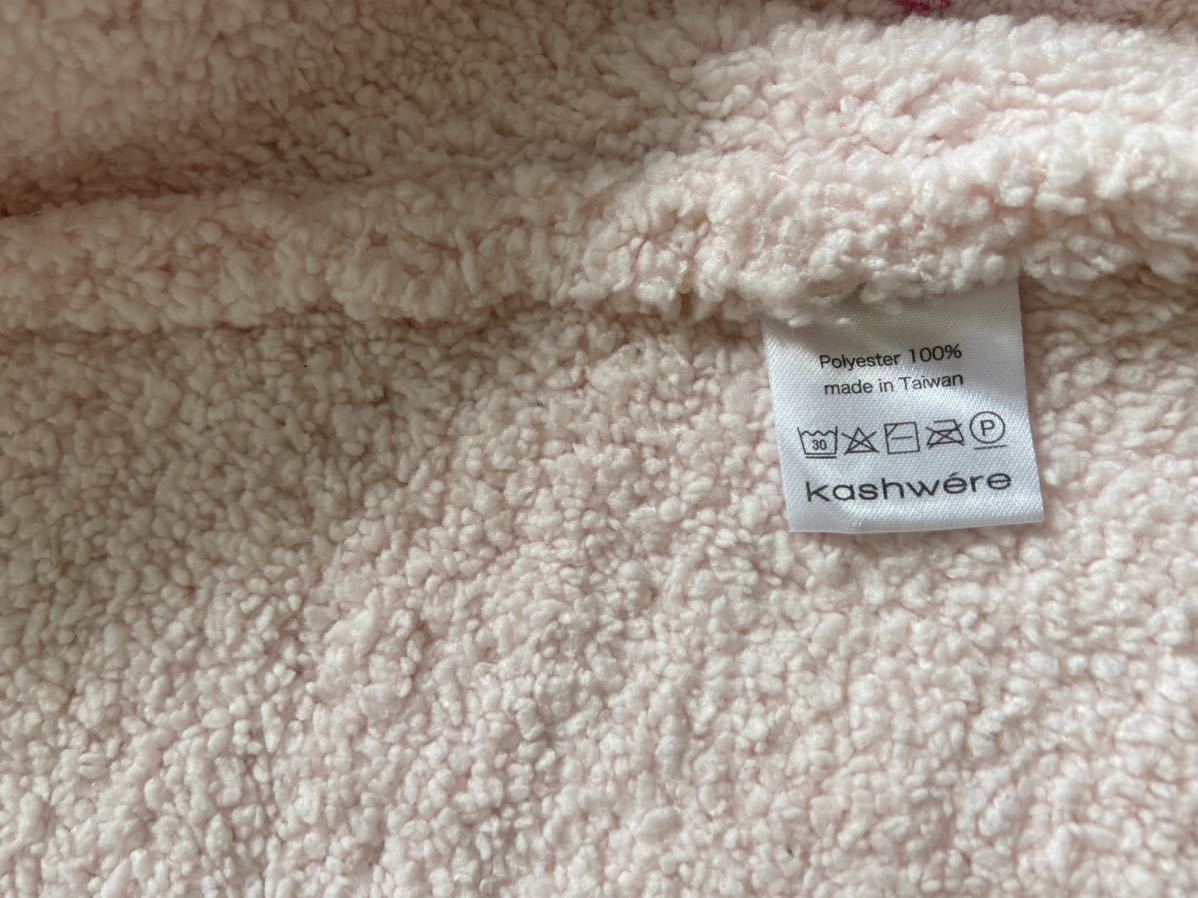 Polyester 100%
made in Taiwan
30 P
kashwére